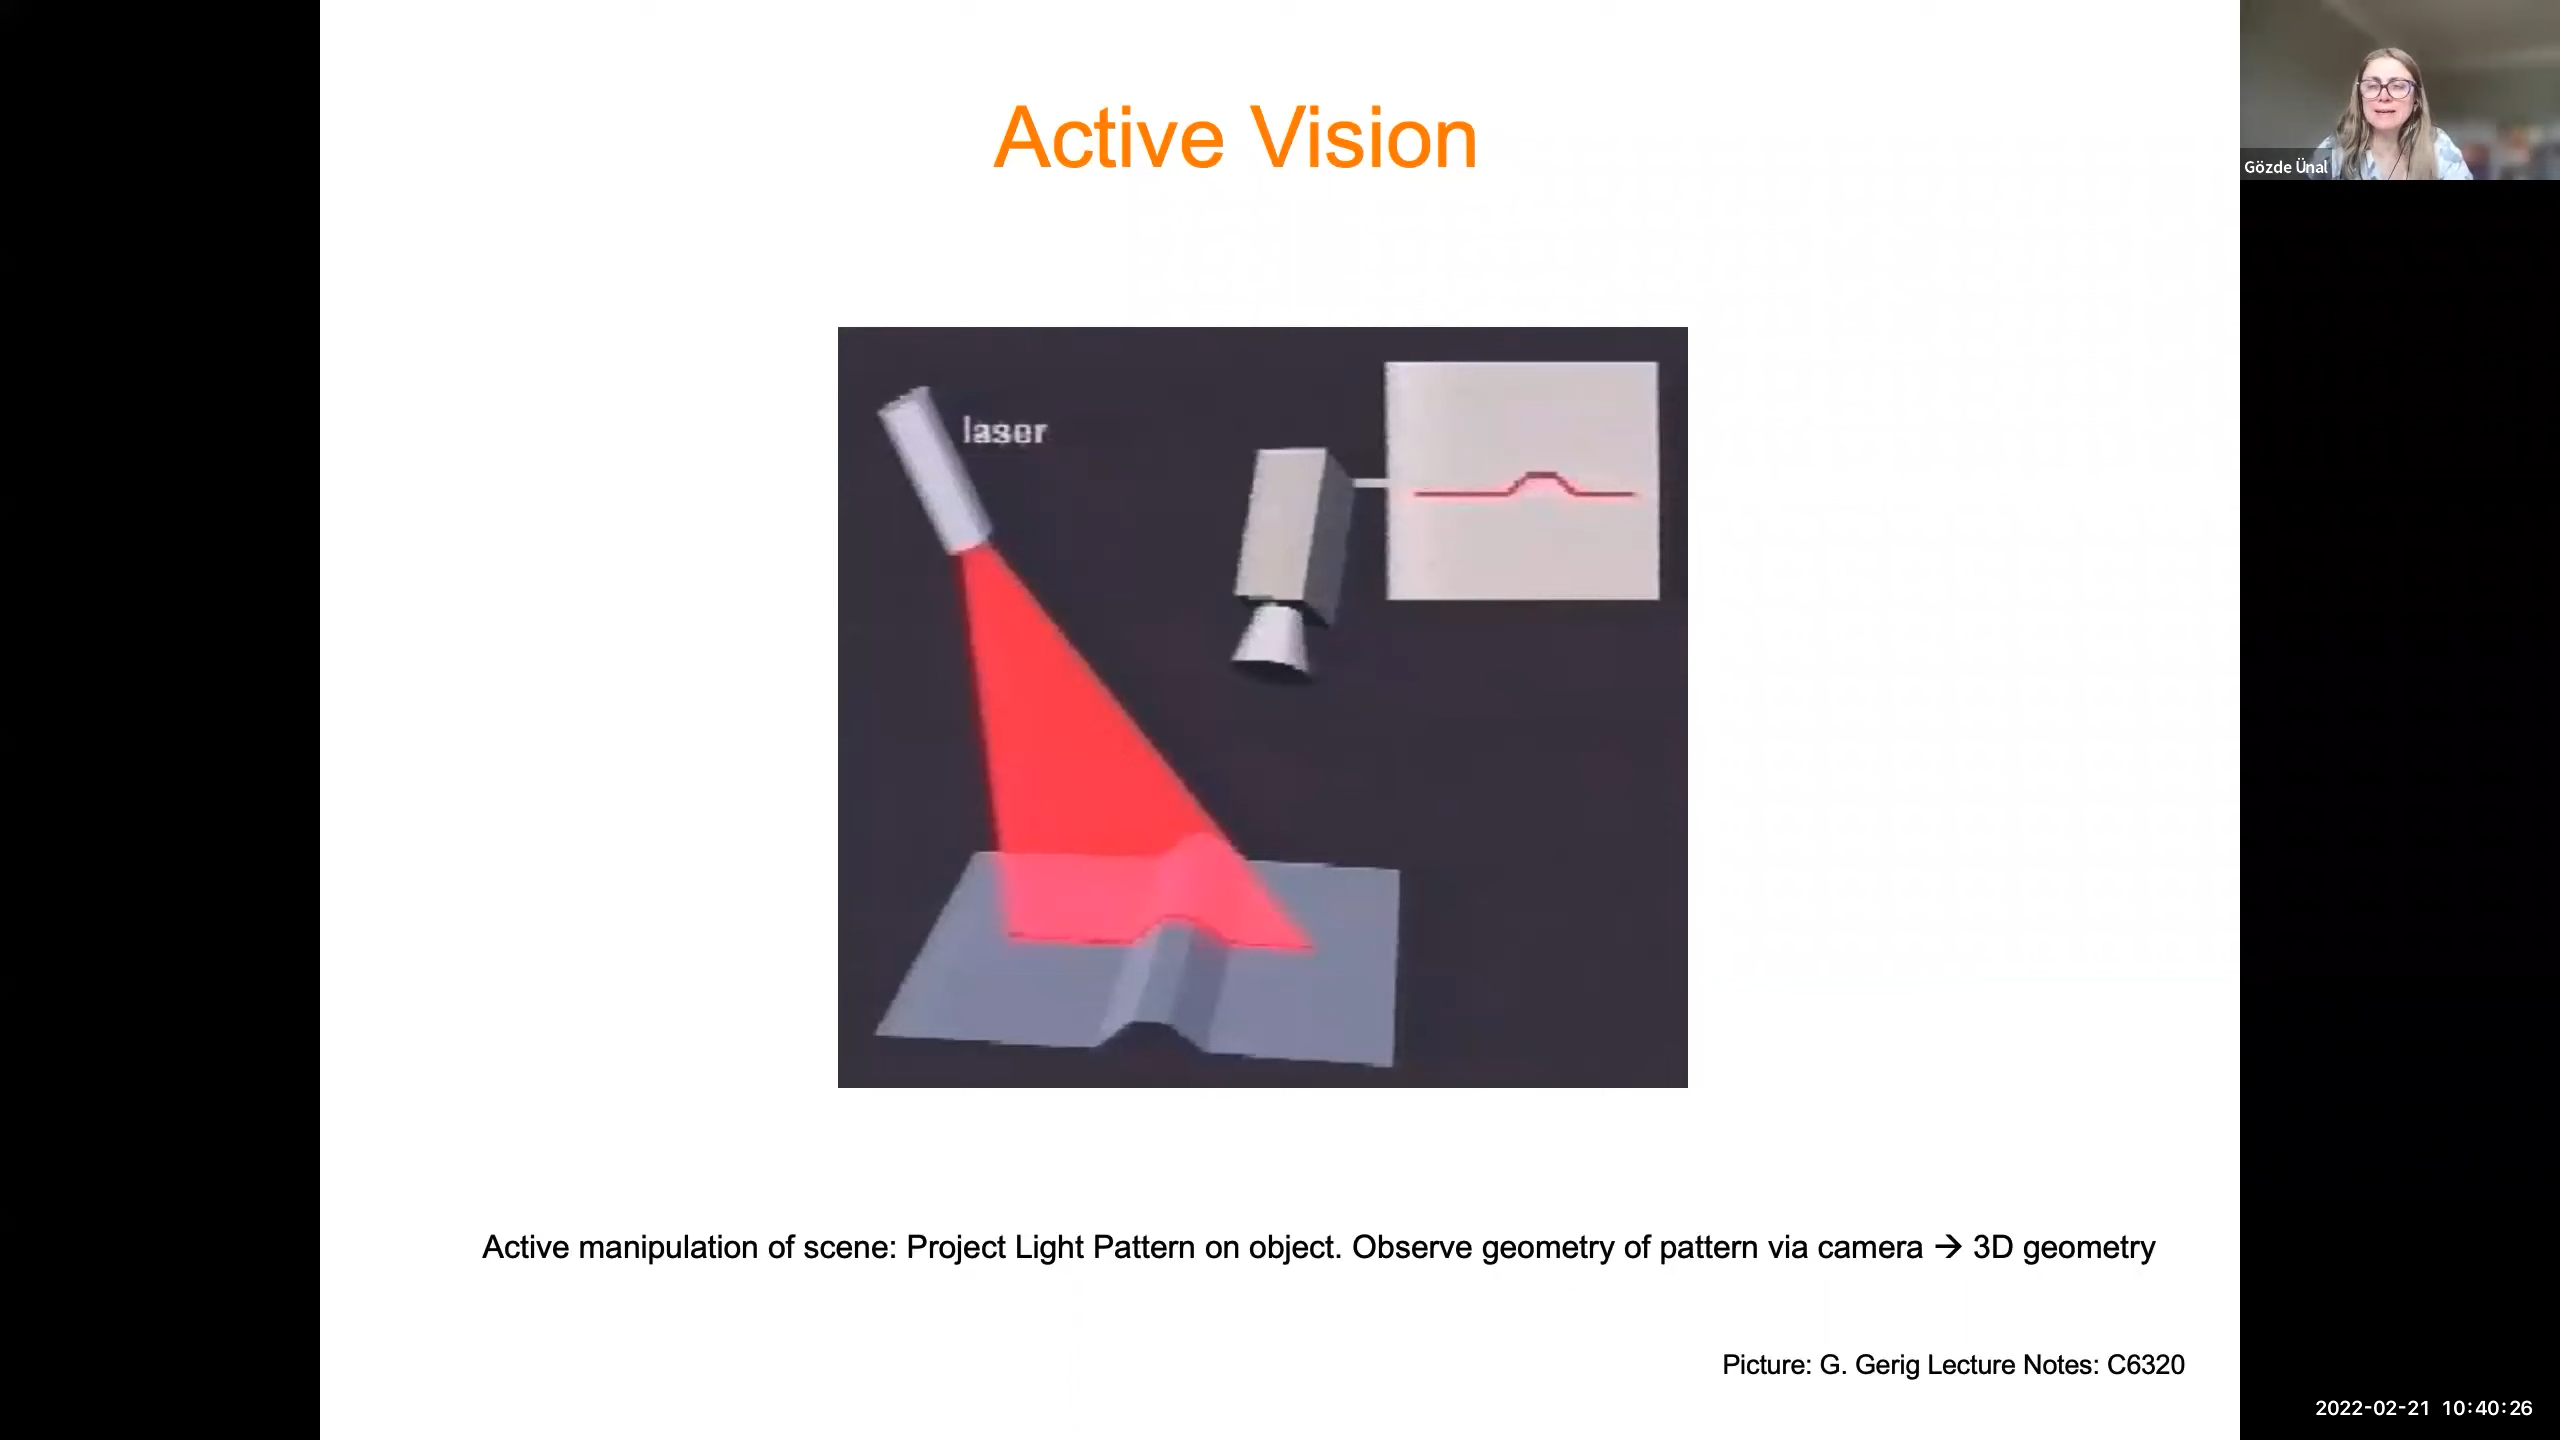 Active Vision
Gözde Ünal
laser
Active manipulation of scene: Project Light Pattern on object. Observe geometry of pattern via camera → 3D geometry
Picture: G. Gerig Lecture Notes: C6320
2022-02-21 10:40:26